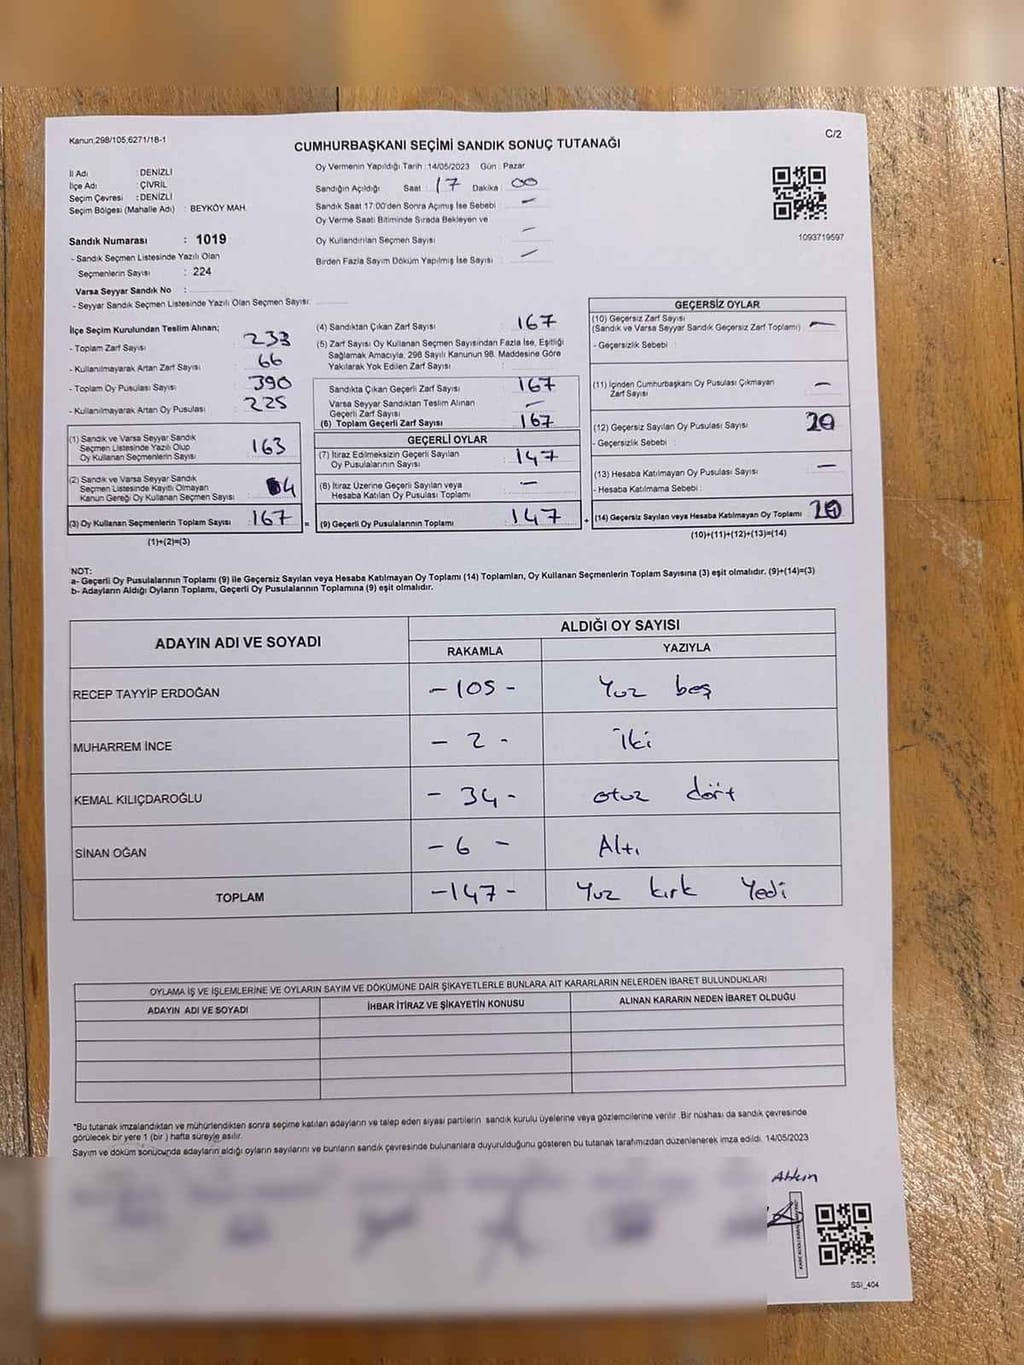 Kanun;298/105,6271/18-1
C/2
CUMHURBAŞKANI SEÇİMİ SANDIK SONUÇ TUTANAĞI
İl Adı : DENİZLİ
İlçe Adı : ÇİVRİL
Seçim Çevresi : DENİZLİ
Seçim Bölgesi (Mahalle Adı) : BEYKÖY MAH.
Sandık Numarası : 1019
- Sandık Seçmen Listesinde Yazılı Olan
Seçmenlerin Sayısı : 224
Varsa Seyyar Sandık No :
- Seyyar Sandık Seçmen Listesinde Yazılı Olan Seçmen Sayısı:
Oy Vermenin Yapıldığı Tarih : 14/05/2023 Gün : Pazar
Sandığın Açıldığı Saat : 17 Dakika : 00
Sandık Saat 17:00'den Sonra Açımış İse Sebebi : -
Oy Verme Saati Bitiminde Sırada Bekleyen ve
Oy Kullandırılan Seçmen Sayısı : -
Birden Fazla Sayım Döküm Yapılmış İse Sayısı : -
1093719597
İlçe Seçim Kurulundan Teslim Alınan;
- Toplam Zarf Sayısı : 233
- Kullanılmayarak Artan Zarf Sayısı : 66
- Toplam Oy Pusulası Sayısı : 390
- Kullanılmayarak Artan Oy Pusulası : 225
(1) Sandık ve Varsa Seyyar Sandık
Seçmen Listesinde Yazılı Olup
Oy Kullanan Seçmenlerin Sayısı : 163
(2) Sandık ve Varsa Seyyar Sandık
Seçmen Listesinde Kayıtlı Olmayan
Kanun Gereği Oy Kullanan Seçmen Sayısı : 4
(3) Oy Kullanan Seçmenlerin Toplam Sayısı : 167 =
(1)+(2)=(3)
(4) Sandıktan Çıkan Zarf Sayısı : 167
(5) Zarf Sayısı Oy Kullanan Seçmen Sayısından Fazla İse, Eşitliği
Sağlamak Amacıyla, 298 Sayılı Kanunun 98. Maddesine Göre
Yakılarak Yok Edilen Zarf Sayısı :
Sandıkta Çıkan Geçerli Zarf Sayısı : 167
Varsa Seyyar Sandıktan Teslim Alınan
Geçerli Zarf Sayısı : -
(6) Toplam Geçerli Zarf Sayısı : 167
GEÇERLİ OYLAR
(7) İtiraz Edilmeksizin Geçerli Sayılan
Oy Pusulalarının Sayısı : 147
(8) İtiraz Üzerine Geçerli Sayılan veya
Hesaba Katılan Oy Pusulası Toplamı : -
(9) Geçerli Oy Pusulalarının Toplamı : 147 +
GEÇERSİZ OYLAR
(10) Geçersiz Zarf Sayısı
(Sandık ve Varsa Seyyar Sandık Geçersiz Zarf Toplamı) : -
- Geçersizlik Sebebi :
(11) İçinden Cumhurbaşkanı Oy Pusulası Çıkmayan
Zarf Sayısı : -
(12) Geçersiz Sayılan Oy Pusulası Sayısı : 20
- Geçersizlik Sebebi :
(13) Hesaba Katılmayan Oy Pusulası Sayısı : -
- Hesaba Katılmama Sebebi :
(14) Geçersiz Sayılan veya Hesaba Katılmayan Oy Toplamı : 20
(10)+(11)+(12)+(13)=(14)
NOT:
a- Geçerli Oy Pusulalarının Toplamı (9) ile Geçersiz Sayılan veya Hesaba Katılmayan Oy Toplamı (14) Toplamları, Oy Kullanan Seçmenlerin Toplam Sayısına (3) eşit olmalıdır. (9)+(14)=(3)
b- Adayların Aldığı Oyların Toplamı, Geçerli Oy Pusulalarının Toplamına (9) eşit olmalıdır.
ADAYIN ADI VE SOYADI
ALDIĞI OY SAYISI
RAKAMLA YAZIYLA
RECEP TAYYİP ERDOĞAN -105- Yuz beş
MUHARREM İNCE - 2 - İki
KEMAL KILIÇDAROĞLU - 34 - otuz dört
SİNAN OĞAN - 6 - Altı
TOPLAM -147- Yuz kırk Yedi
OYLAMA İŞ VE İŞLEMLERİNE VE OYLARIN SAYIM VE DÖKÜMÜNE DAİR ŞİKAYETLERLE BUNLARA AİT KARARLARIN NELERDEN İBARET BULUNDUKLARI
ADAYIN ADI VE SOYADI İHBAR İTİRAZ VE ŞİKAYETİN KONUSU ALINAN KARARIN NEDEN İBARET OLDUĞU
*Bu tutanak imzalandıktan ve mühürlendikten sonra seçime katılan adayların ve talep eden siyasi partilerin sandık kurulu üyelerine veya gözlemcilerine verilir .Bir nüshası da sandık çevresinde
görülecek bir yere 1 (bir ) hafta süreyle asılır.
Sayım ve döküm sonucunda adayların aldığı oyların sayılarını ve bunların sandık çevresinde bulunanlara duyurulduğunu gösteren bu tutanak tarafımızdan düzenlenerek imza edildi. 14/05/2023
SSI_404